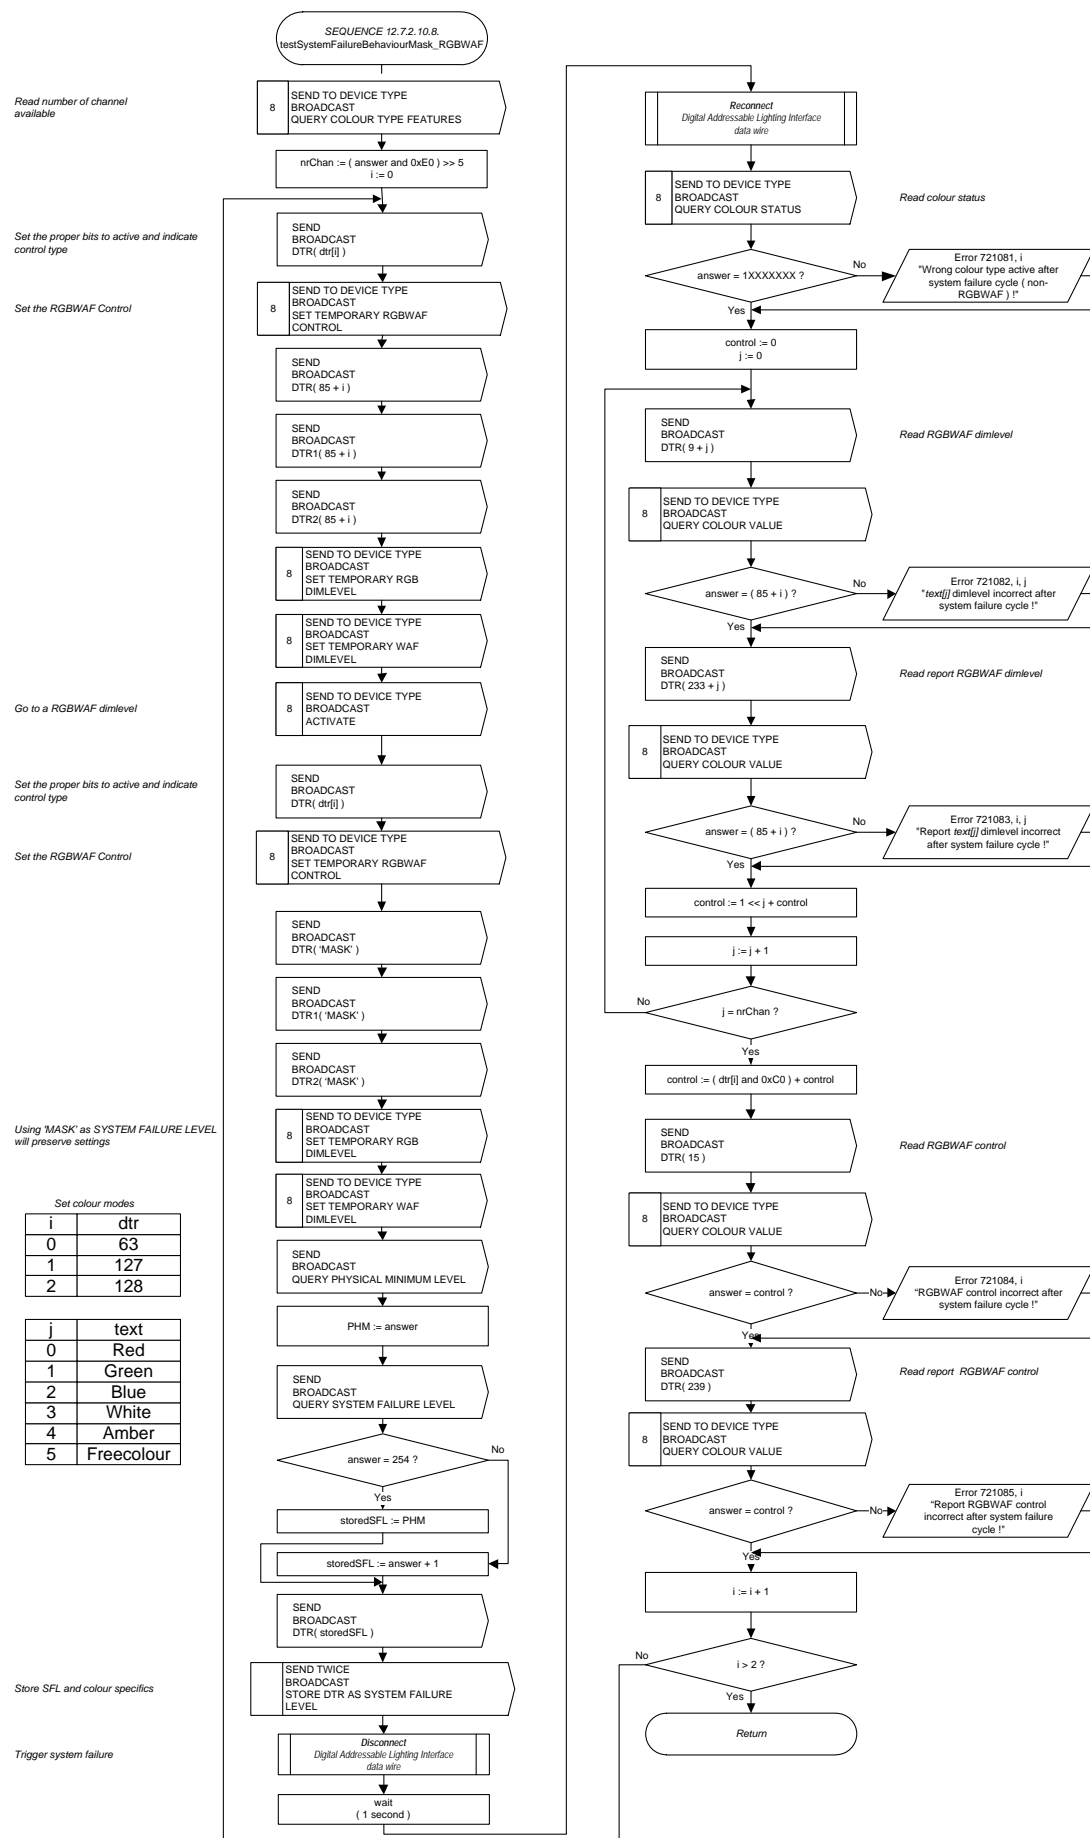 SEQUENCE 12.7.2.10.8.
testSystemFailureBehaviourMask_RGBWAF
Read number of channel
available
8
SEND TO DEVICE TYPE
BROADCAST
QUERY COLOUR TYPE FEATURES
nrChan := ( answer and 0xE0 ) >> 5
i := 0
Set the proper bits to active and indicate
control type
SEND
BROADCAST
DTR( dtr[i] )
Set the RGBWAF Control
8
SEND TO DEVICE TYPE
BROADCAST
SET TEMPORARY RGBWAF
CONTROL
SEND
BROADCAST
DTR( 85 + i )
SEND
BROADCAST
DTR1( 85 + i )
SEND
BROADCAST
DTR2( 85 + i )
8
SEND TO DEVICE TYPE
BROADCAST
SET TEMPORARY RGB
DIMLEVEL
8
SEND TO DEVICE TYPE
BROADCAST
SET TEMPORARY WAF
DIMLEVEL
Go to a RGBWAF dimlevel
8
SEND TO DEVICE TYPE
BROADCAST
ACTIVATE
Set the proper bits to active and indicate
control type
SEND
BROADCAST
DTR( dtr[i] )
Set the RGBWAF Control
8
SEND TO DEVICE TYPE
BROADCAST
SET TEMPORARY RGBWAF
CONTROL
SEND
BROADCAST
DTR( ‘MASK’ )
SEND
BROADCAST
DTR1( ‘MASK’ )
SEND
BROADCAST
DTR2( ‘MASK’ )
Using 'MASK' as SYSTEM FAILURE LEVEL
will preserve settings
8
SEND TO DEVICE TYPE
BROADCAST
SET TEMPORARY RGB
DIMLEVEL
8
SEND TO DEVICE TYPE
BROADCAST
SET TEMPORARY WAF
DIMLEVEL
SEND
BROADCAST
QUERY PHYSICAL MINIMUM LEVEL
PHM := answer
SEND
BROADCAST
QUERY SYSTEM FAILURE LEVEL
answer = 254 ?
No
Yes
storedSFL := PHM
storedSFL := answer + 1
SEND
BROADCAST
DTR( storedSFL )
Store SFL and colour specifics
SEND TWICE
BROADCAST
STORE DTR AS SYSTEM FAILURE
LEVEL
Trigger system failure
Disconnect
Digital Addressable Lighting Interface
data wire
wait
( 1 second )
Set colour modes
i dtr
0 63
1 127
2 128
j text
0 Red
1 Green
2 Blue
3 White
4 Amber
5 Freecolour
Reconnect
Digital Addressable Lighting Interface
data wire
8
SEND TO DEVICE TYPE
BROADCAST
QUERY COLOUR STATUS
Read colour status
answer = 1XXXXXXX ?
No
Error 721081, i
"Wrong colour type active after
system failure cycle ( non-
RGBWAF ) !"
Yes
control := 0
j := 0
SEND
BROADCAST
DTR( 9 + j )
Read RGBWAF dimlevel
8
SEND TO DEVICE TYPE
BROADCAST
QUERY COLOUR VALUE
answer = ( 85 + i ) ?
No
Error 721082, i, j
"text[j] dimlevel incorrect after
system failure cycle !"
Yes
SEND
BROADCAST
DTR( 233 + j )
Read report RGBWAF dimlevel
8
SEND TO DEVICE TYPE
BROADCAST
QUERY COLOUR VALUE
answer = ( 85 + i ) ?
No
Error 721083, i, j
"Report text[j] dimlevel incorrect
after system failure cycle !"
Yes
control := 1 << j + control
j := j + 1
No
j = nrChan ?
Yes
control := ( dtr[i] and 0xC0 ) + control
SEND
BROADCAST
DTR( 15 )
Read RGBWAF control
8
SEND TO DEVICE TYPE
BROADCAST
QUERY COLOUR VALUE
answer = control ?
No
Error 721084, i
“RGBWAF control incorrect after
system failure cycle !"
Yes
SEND
BROADCAST
DTR( 239 )
Read report RGBWAF control
8
SEND TO DEVICE TYPE
BROADCAST
QUERY COLOUR VALUE
answer = control ?
No
Error 721085, i
“Report RGBWAF control
incorrect after system failure
cycle !"
Yes
i := i + 1
No
i > 2 ?
Yes
Return